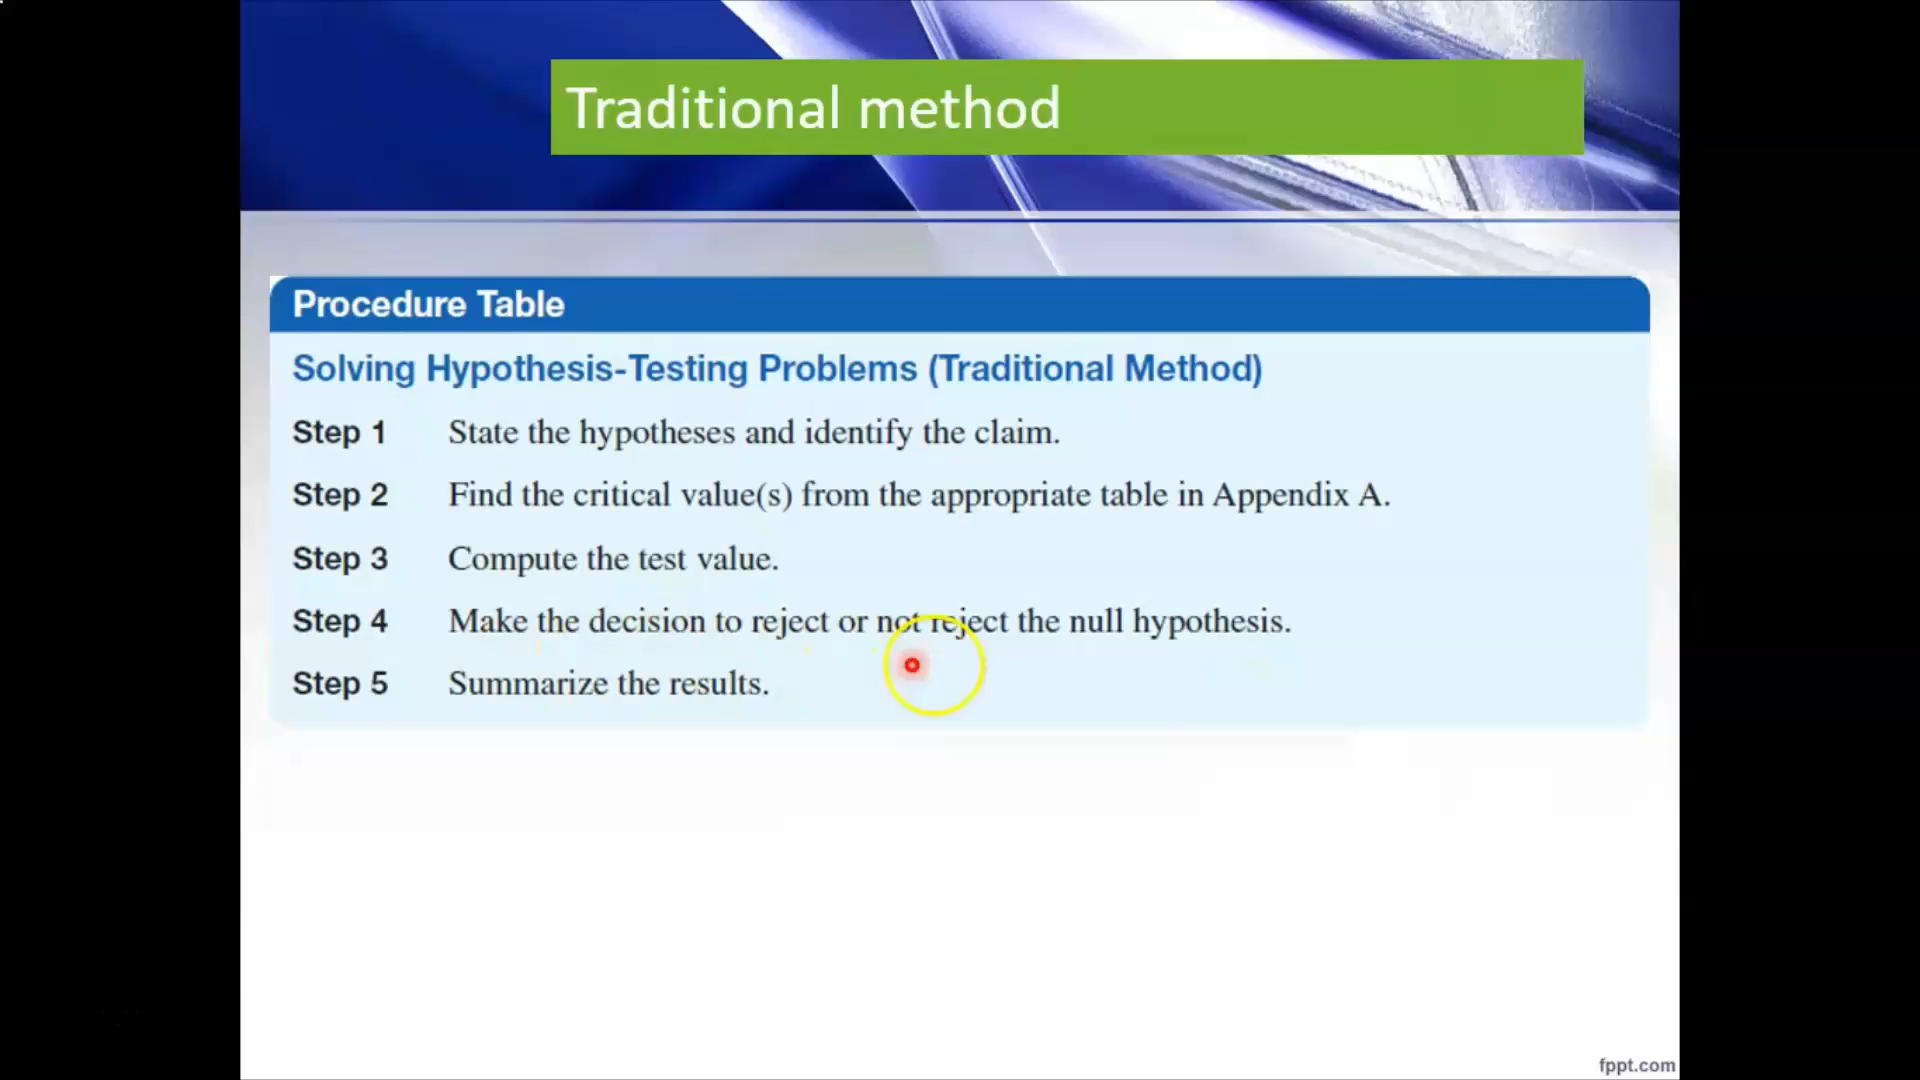 Traditional method
Procedure Table
Solving Hypothesis-Testing Problems (Traditional Method)
Step 1 State the hypotheses and identify the claim.
Step 2 Find the critical value(s) from the appropriate table in Appendix A.
Step 3 Compute the test value.
Step 4 Make the decision to reject or not reject the null hypothesis.
Step 5 Summarize the results.
fppt.com